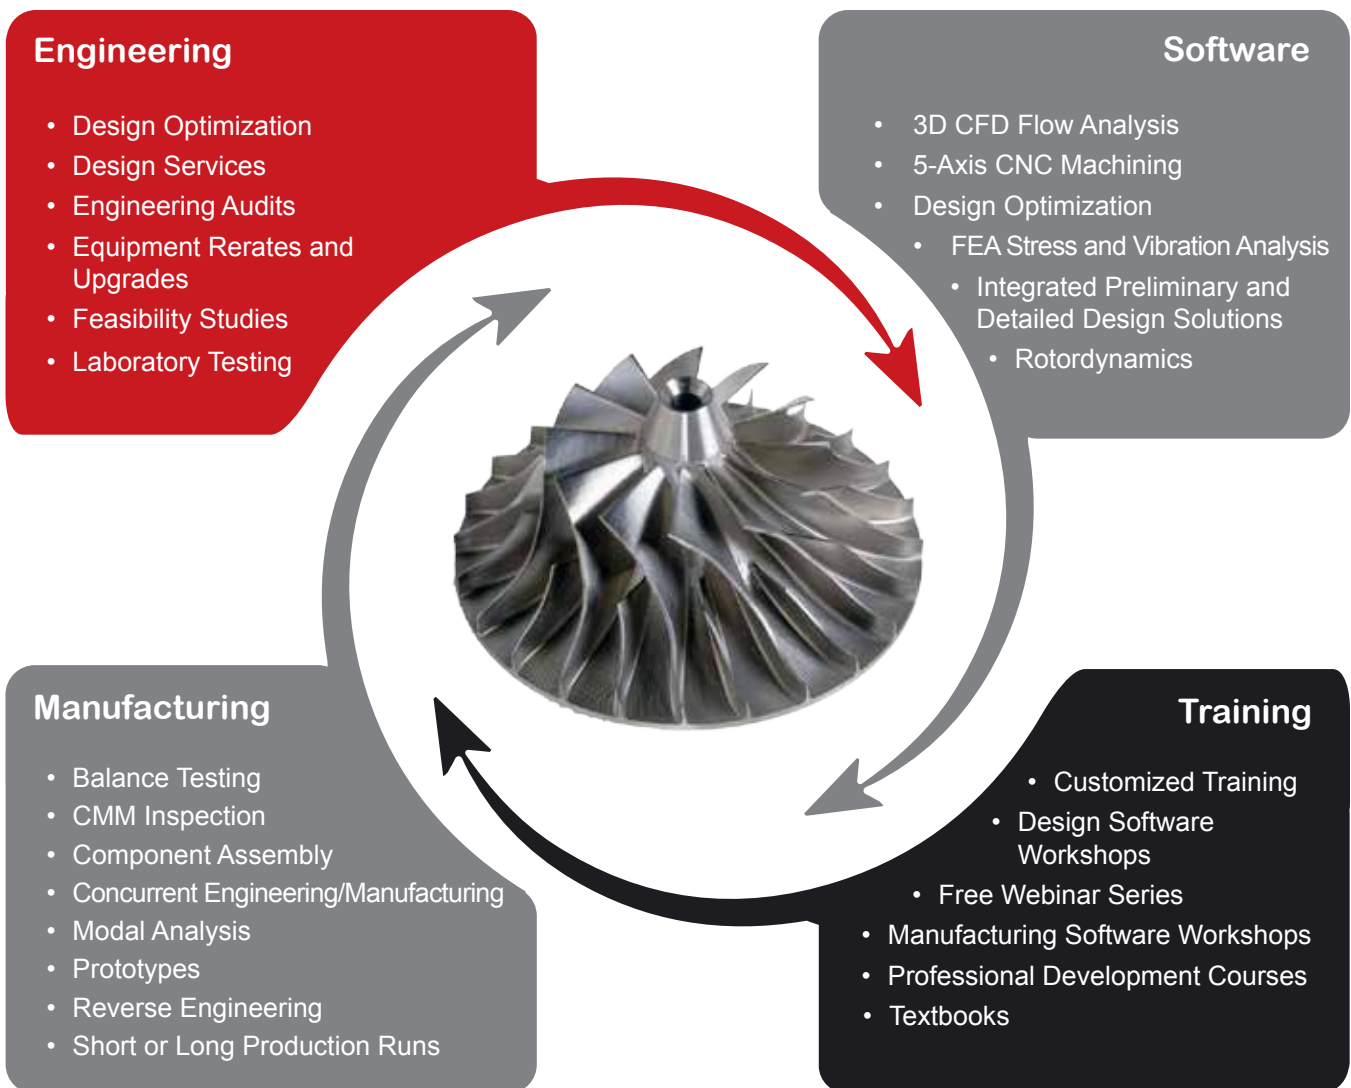 Engineering
• Design Optimization
• Design Services
• Engineering Audits
• Equipment Rerates and
Upgrades
• Feasibility Studies
• Laboratory Testing
Software
• 3D CFD Flow Analysis
• 5-Axis CNC Machining
• Design Optimization
• FEA Stress and Vibration Analysis
• Integrated Preliminary and
Detailed Design Solutions
• Rotordynamics
Manufacturing
• Balance Testing
• CMM Inspection
• Component Assembly
• Concurrent Engineering/Manufacturing
• Modal Analysis
• Prototypes
• Reverse Engineering
• Short or Long Production Runs
Training
• Customized Training
• Design Software
Workshops
• Free Webinar Series
• Manufacturing Software Workshops
• Professional Development Courses
• Textbooks